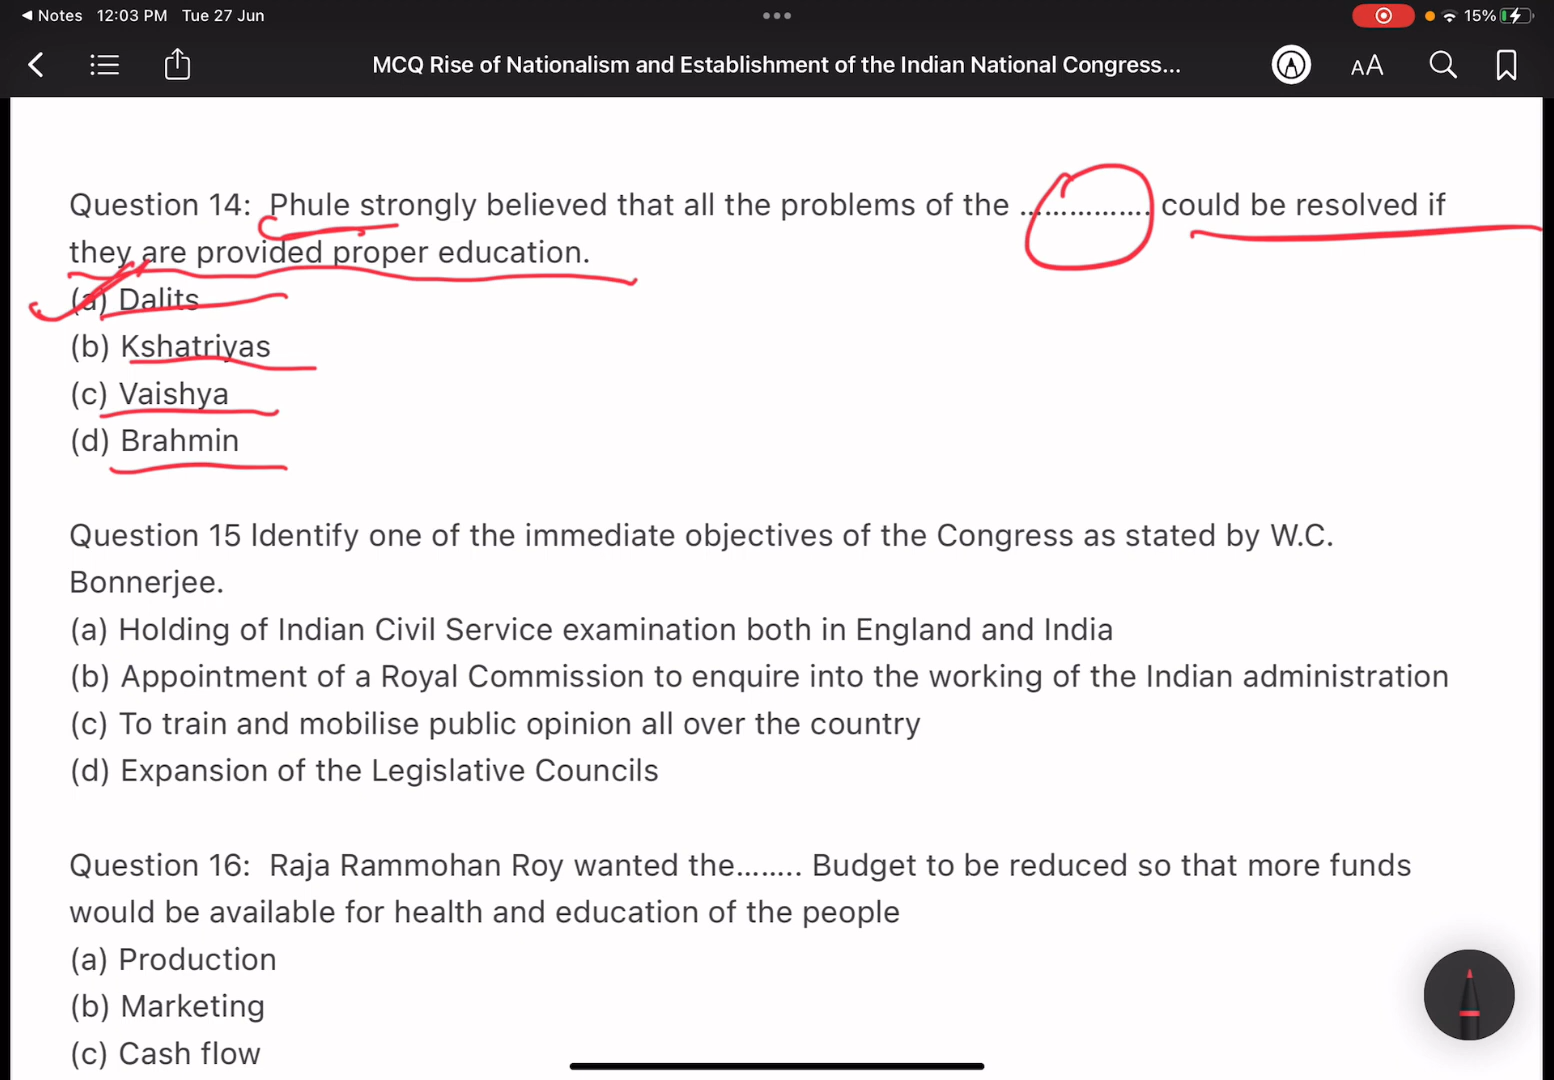 Notes 12:03 PM Tue 27 Jun
15%
MCQ Rise of Nationalism and Establishment of the Indian National Congress...
AA
Question 14: Phule strongly believed that all the problems of the ............... could be resolved if
they are provided proper education.
(a) Dalits
(b) Kshatriyas
(c) Vaishya
(d) Brahmin
Question 15 Identify one of the immediate objectives of the Congress as stated by W.C.
Bonnerjee.
(a) Holding of Indian Civil Service examination both in England and India
(b) Appointment of a Royal Commission to enquire into the working of the Indian administration
(c) To train and mobilise public opinion all over the country
(d) Expansion of the Legislative Councils
Question 16: Raja Rammohan Roy wanted the........ Budget to be reduced so that more funds
would be available for health and education of the people
(a) Production
(b) Marketing
(c) Cash flow